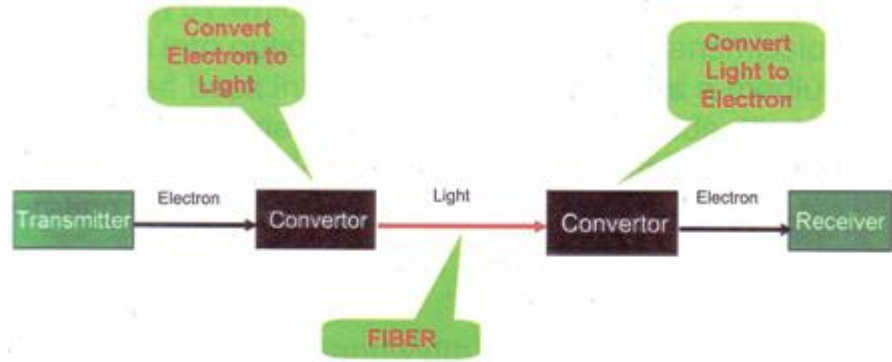 Convert
Electron to
Light
Convert
Light to
Electron
Transmitter
Electron
Convertor
Light
Convertor
Electron
Receiver
FIBER